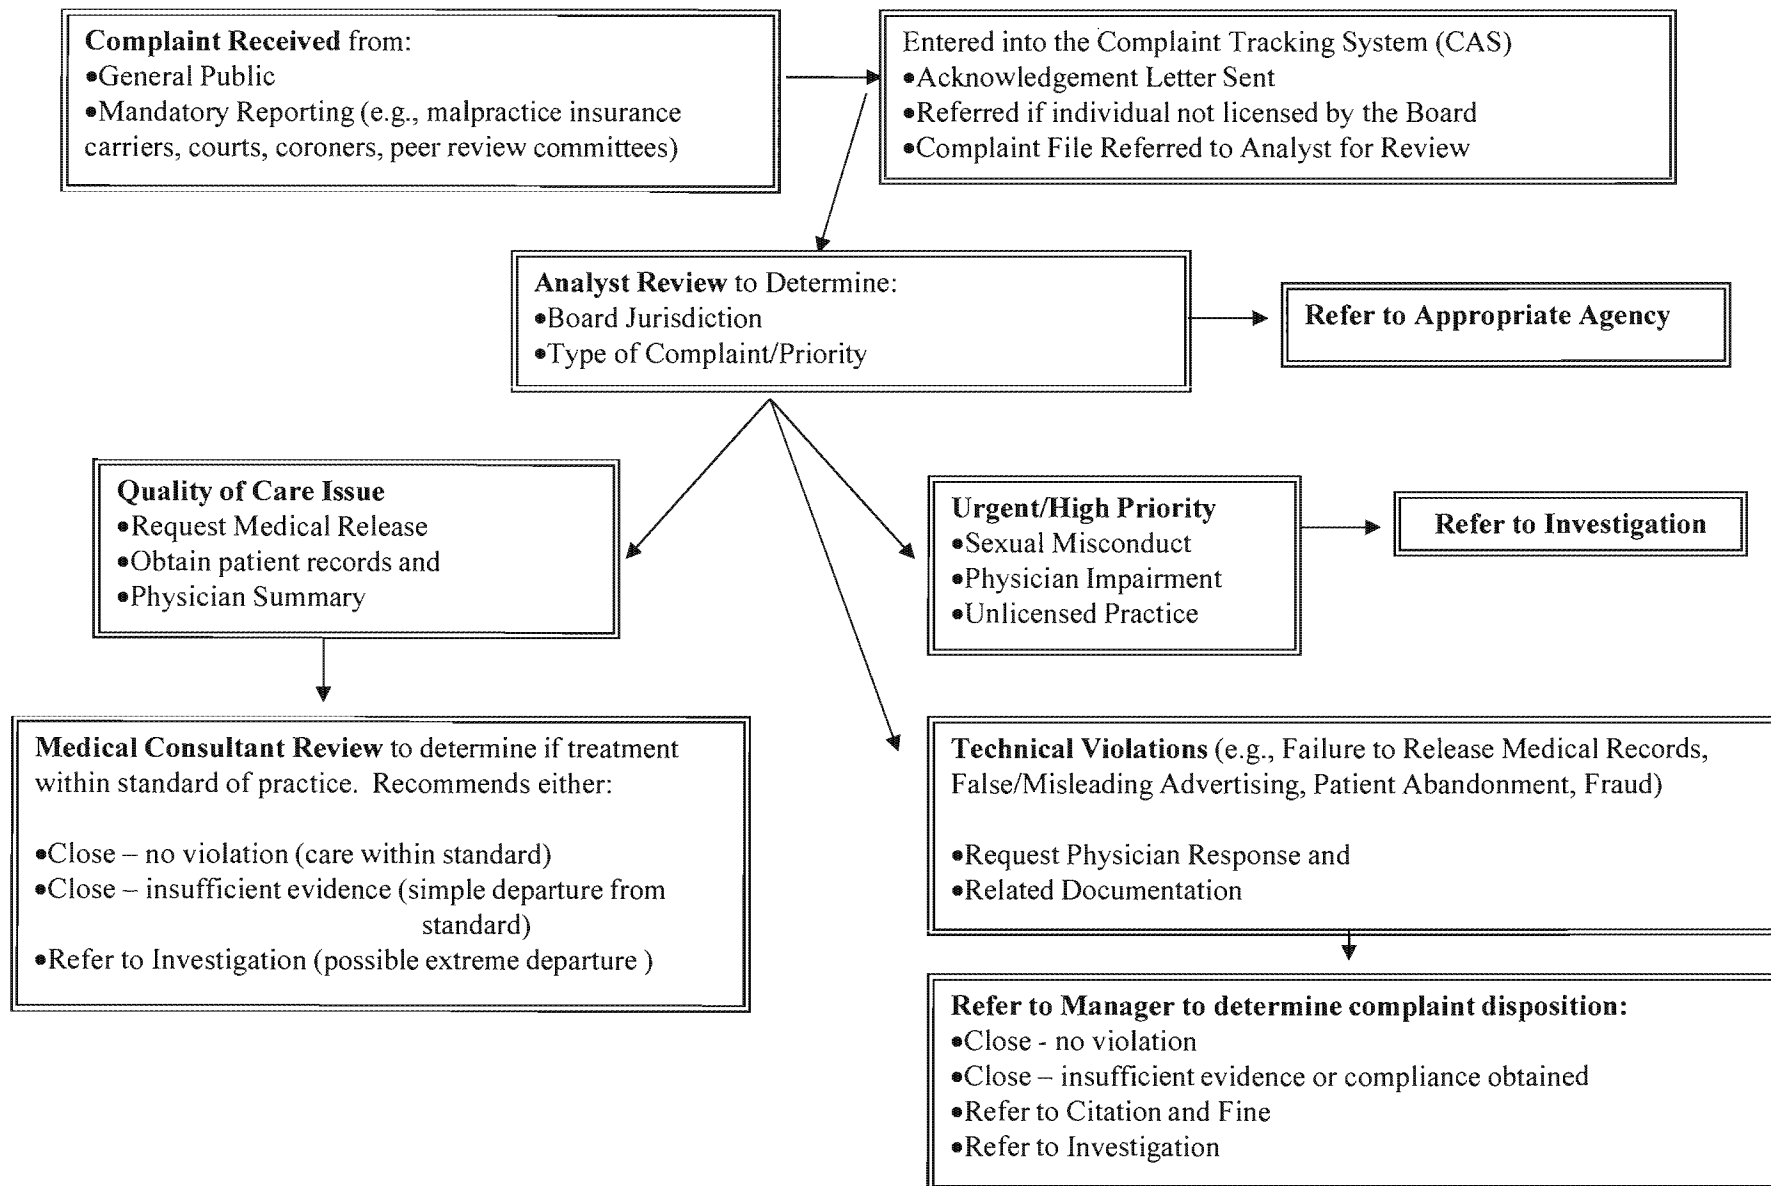 Complaint Received from:
•General Public
•Mandatory Reporting (e.g., malpractice insurance
carriers, courts, coroners, peer review committees)
Entered into the Complaint Tracking System (CAS)
•Acknowledgement Letter Sent
•Referred if individual not licensed by the Board
•Complaint File Referred to Analyst for Review
Analyst Review to Determine:
•Board Jurisdiction
•Type of Complaint/Priority
Refer to Appropriate Agency
Quality of Care Issue
•Request Medical Release
•Obtain patient records and
•Physician Summary
Urgent/High Priority
•Sexual Misconduct
•Physician Impairment
•Unlicensed Practice
Refer to Investigation
Medical Consultant Review to determine if treatment
within standard of practice.  Recommends either:
•Close – no violation (care within standard)
•Close – insufficient evidence (simple departure from
standard)
•Refer to Investigation (possible extreme departure )
Technical Violations (e.g., Failure to Release Medical Records,
False/Misleading Advertising, Patient Abandonment, Fraud)
•Request Physician Response and
•Related Documentation
Refer to Manager to determine complaint disposition:
•Close - no violation
•Close – insufficient evidence or compliance obtained
•Refer to Citation and Fine
•Refer to Investigation